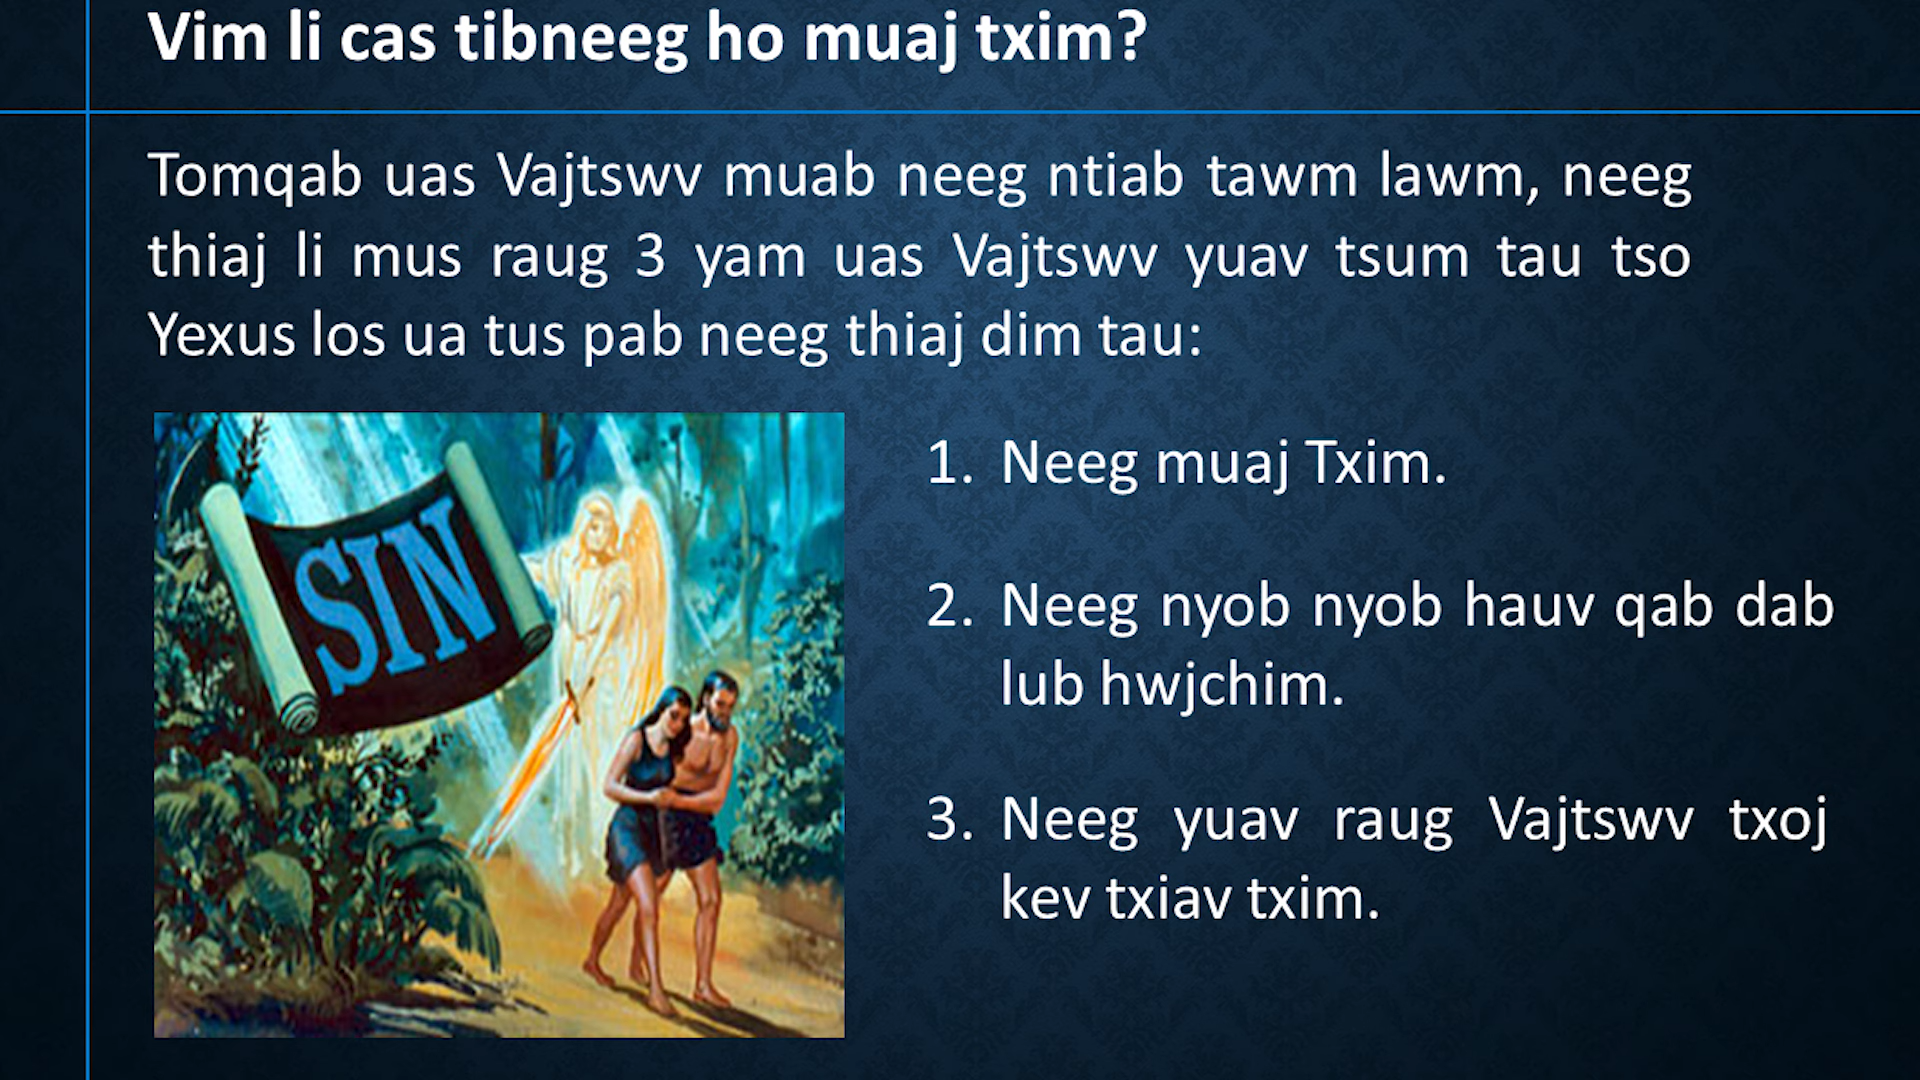 Vim li cas tibneeg ho muaj txim?
Tomqab uas Vajtswv muab neeg ntiab tawm lawm, neeg
thiaj li mus raug 3 yam uas Vajtswv yuav tsum tau tso
Yexus los ua tus pab neeg thiaj dim tau:
SIN
1. Neeg muaj Txim.
2. Neeg nyob nyob hauv qab dab
lub hwjchim.
3. Neeg yuav raug Vajtswv txoj
kev txiav txim.